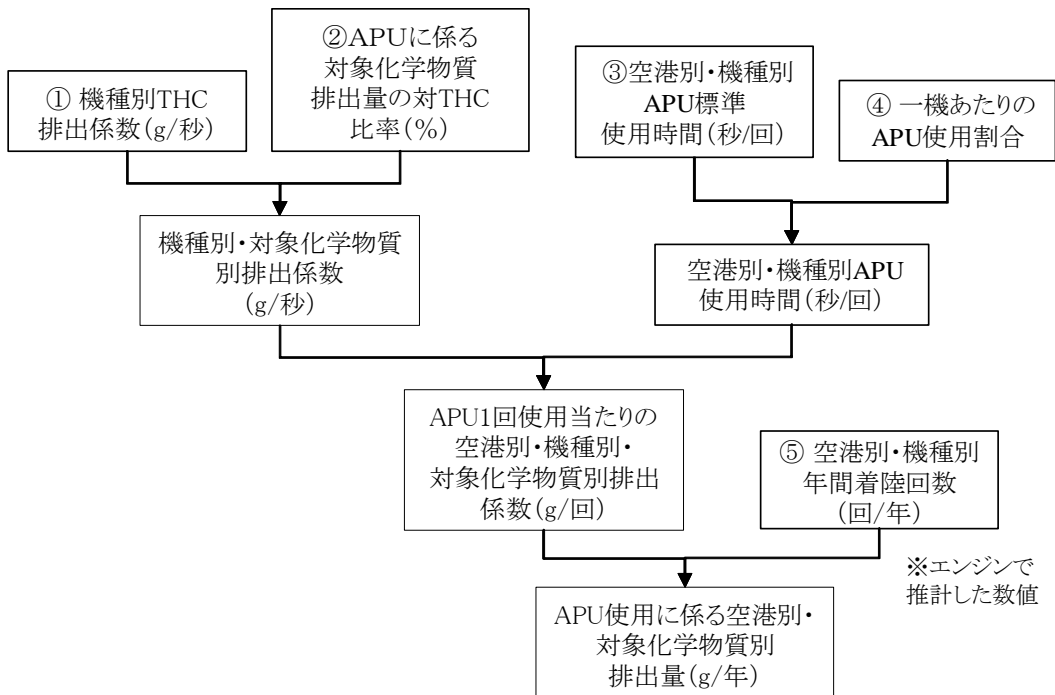 ① 機種別THC
排出係数(g/秒)
②APUに係る
対象化学物質
排出量の対THC
比率(%)
③空港別・機種別
APU標準
使用時間(秒/回)
④ 一機あたりの
APU使用割合
機種別・対象化学物質
別排出係数
(g/秒)
空港別・機種別APU
使用時間(秒/回)
APU1回使用当たりの
空港別・機種別・
対象化学物質別排出
係数(g/回)
⑤ 空港別・機種別
年間着陸回数
(回/年)
※エンジンで
推計した数値
APU使用に係る空港別・
対象化学物質別
排出量(g/年)